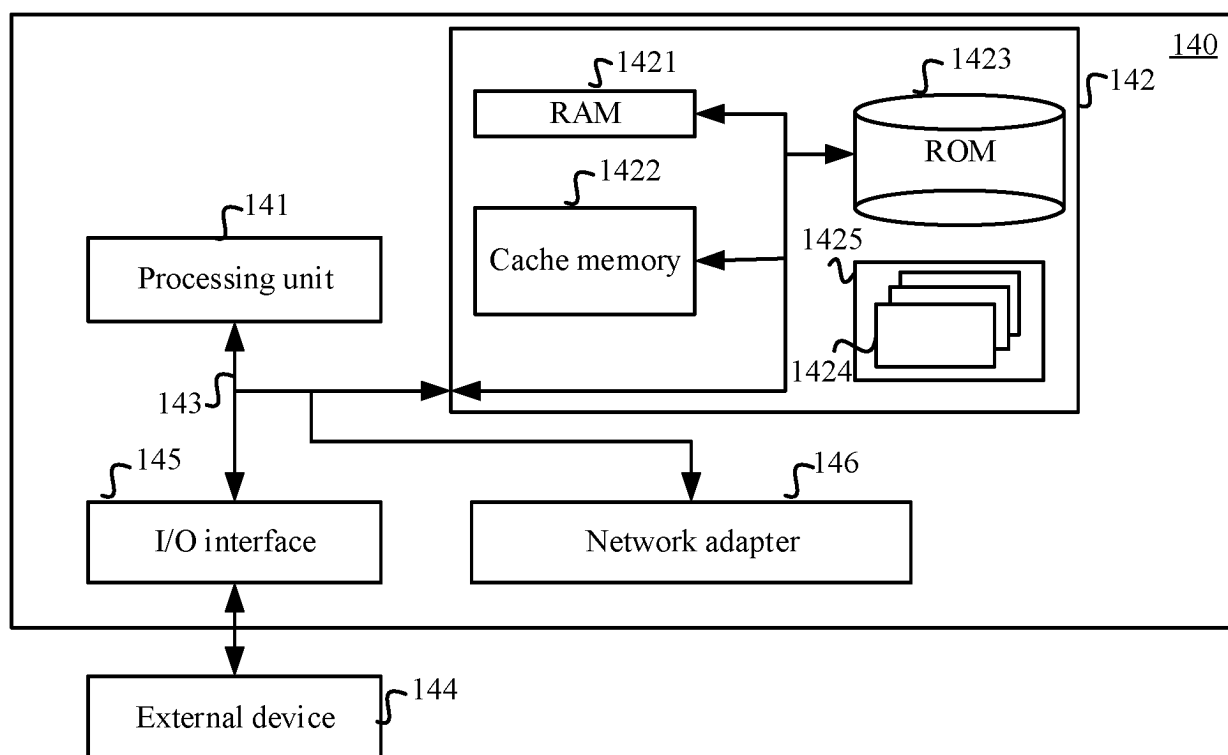 140
1421
1423
142
RAM
ROM
1422
141
1425
Cache memory
Processing unit
1424
143
145
146
I/O interface
Network adapter
144
External device